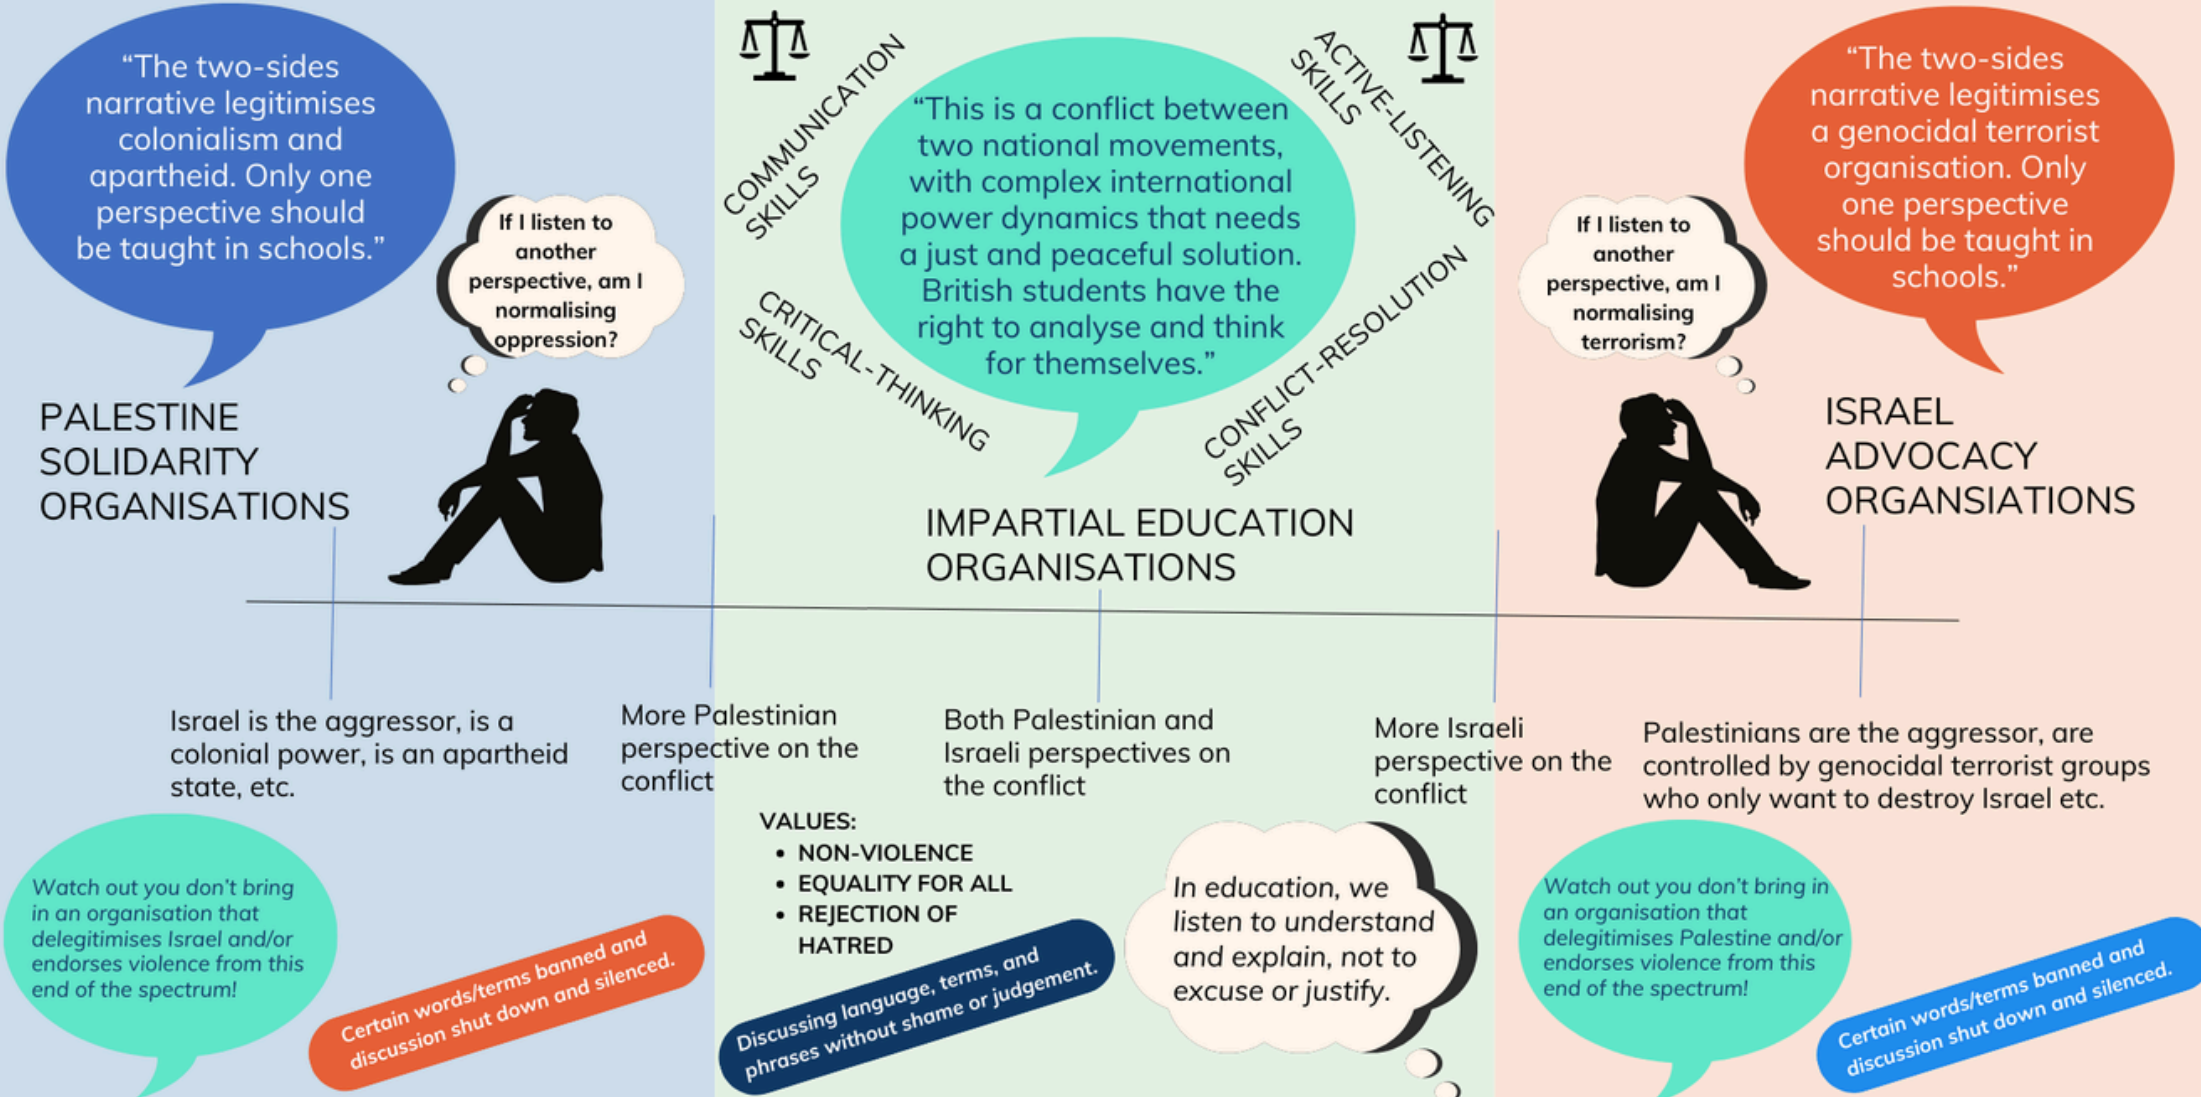 “The two-sides
narrative legitimises
colonialism and
apartheid. Only one
perspective should
be taught in schools.”
If I listen to
another
perspective, am I
normalising
oppression?
PALESTINE
SOLIDARITY
ORGANISATIONS
COMMUNICATION
SKILLS
ACTIVE-LISTENING
SKILLS
“This is a conflict between
two national movements,
with complex international
power dynamics that needs
a just and peaceful solution.
British students have the
right to analyse and think
for themselves.”
CRITICAL-THINKING
SKILLS
CONFLICT-RESOLUTION
SKILLS
IMPARTIAL EDUCATION
ORGANISATIONS
“The two-sides
narrative legitimises
a genocidal terrorist
organisation. Only
one perspective
should be taught in
schools.”
If I listen to
another
perspective, am I
normalising
terrorism?
ISRAEL
ADVOCACY
ORGANSIATIONS
Israel is the aggressor, is a
colonial power, is an apartheid
state, etc.
More Palestinian
perspective on the
conflict
Both Palestinian and
Israeli perspectives on
the conflict
More Israeli
perspective on the
conflict
Palestinians are the aggressor, are
controlled by genocidal terrorist groups
who only want to destroy Israel etc.
Watch out you don’t bring
in an organisation that
delegitimises Israel and/or
endorses violence from this
end of the spectrum!
Certain words/terms banned and
discussion shut down and silenced.
VALUES:
• NON-VIOLENCE
• EQUALITY FOR ALL
• REJECTION OF
HATRED
Discussing language, terms, and
phrases without shame or judgement.
In education, we
listen to understand
and explain, not to
excuse or justify.
Watch out you don’t bring in
an organisation that
delegitimises Palestine and/or
endorses violence from this
end of the spectrum!
Certain words/terms banned and
discussion shut down and silenced.